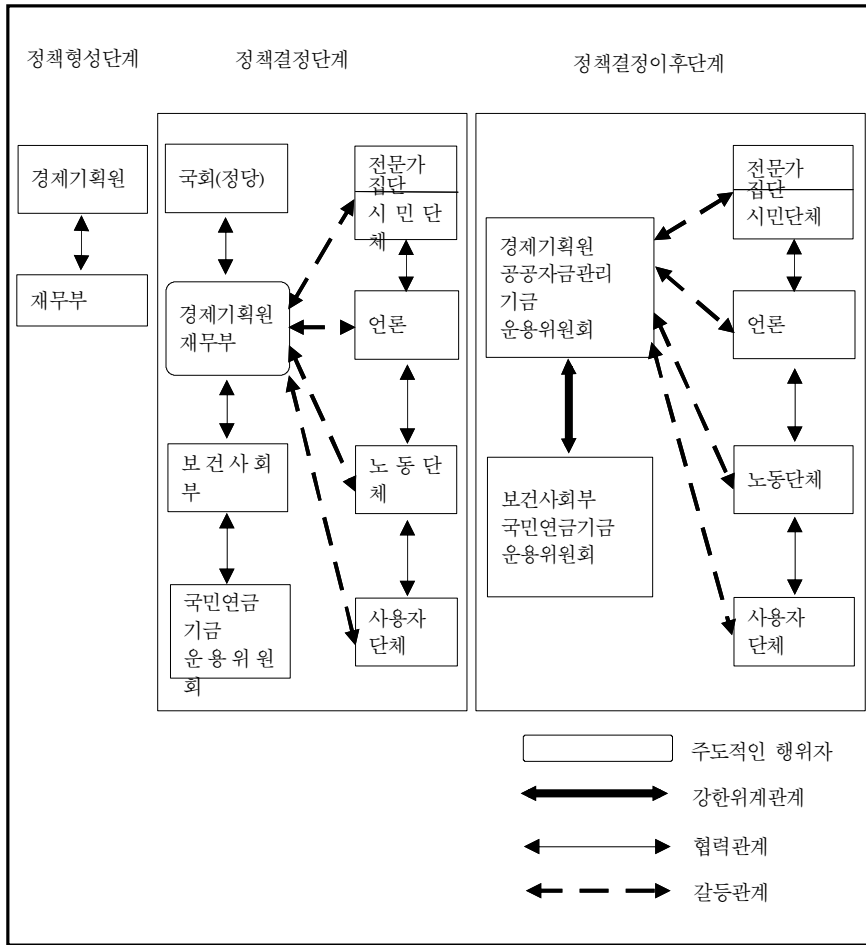 정책형성단계
정책결정단계
정책결정이후단계
경제기획원
재무부
국회(정당)
경제기획원
재무부
보건사회
부
국민연금
기금
운용위원
회
전문가
집단
시민단
체
언론
노동단
체
사용자
단체
경제기획원
공공자금관리
기금
운용위원회
보건사회부
국민연금기금
운용위원회
전문가
집단
시민단체
언론
노동단체
사용자
단체
주도적인 행위자
강한위계관계
협력관계
갈등관계